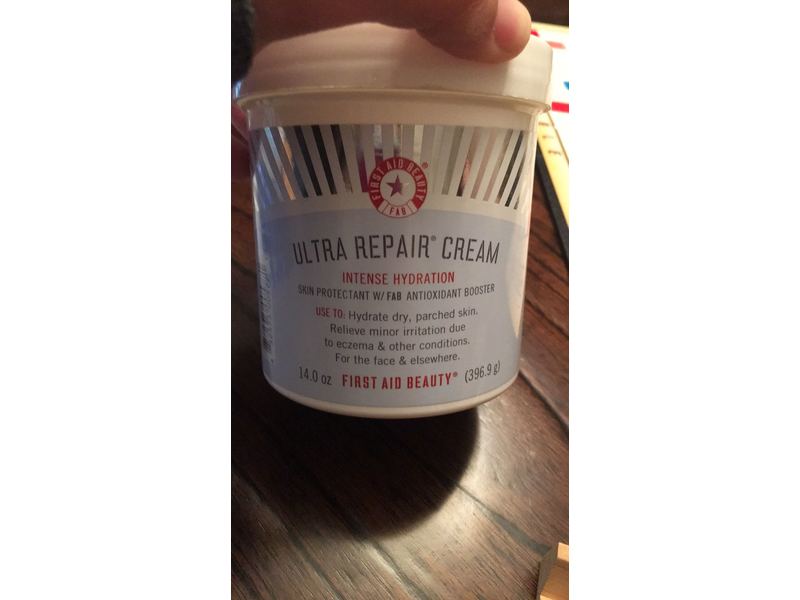 FIRST AID BEAUTY®
FAB
ULTRA REPAIR® CREAM
INTENSE HYDRATION
SKIN PROTECTANT W/ FAB ANTIOXIDANT BOOSTER
USE TO: Hydrate dry, parched skin.
Relieve minor irritation due
to eczema & other conditions.
For the face & elsewhere.
14.0 oz FIRST AID BEAUTY® (396.9 g)